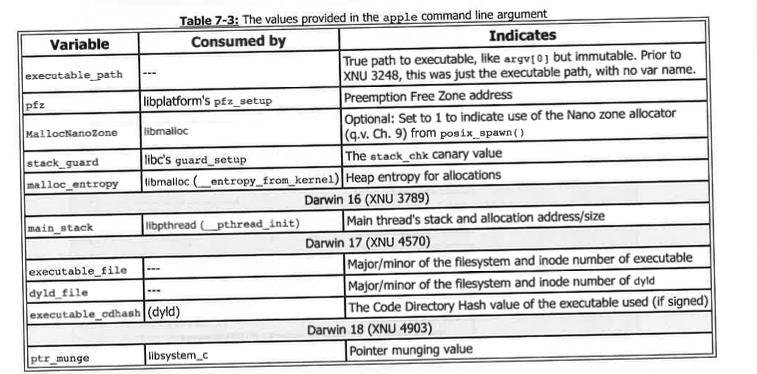 Table 7-3: The values provided in the apple command line argument
Variable Consumed by Indicates
executable_path --- True path to executable, like argv[0] but immutable. Prior to
XNU 3248, this was just the executable path, with no var name.
pfz libplatform's pfz_setup Preemption Free Zone address
MallocNanoZone libmalloc Optional: Set to 1 to indicate use of the Nano zone allocator
(q.v. Ch. 9) from posix_spawn()
stack_guard libc's guard_setup The stack_chk canary value
malloc_entropy libmalloc (__entropy_from_kernel) Heap entropy for allocations
Darwin 16 (XNU 3789)
main_stack libpthread (__pthread_init) Main thread's stack and allocation address/size
Darwin 17 (XNU 4570)
executable_file --- Major/minor of the filesystem and inode number of executable
dyld_file --- Major/minor of the filesystem and inode number of dyld
executable_cdhash (dyld) The Code Directory Hash value of the executable used (if signed)
Darwin 18 (XNU 4903)
ptr_munge libsystem_c Pointer munging value